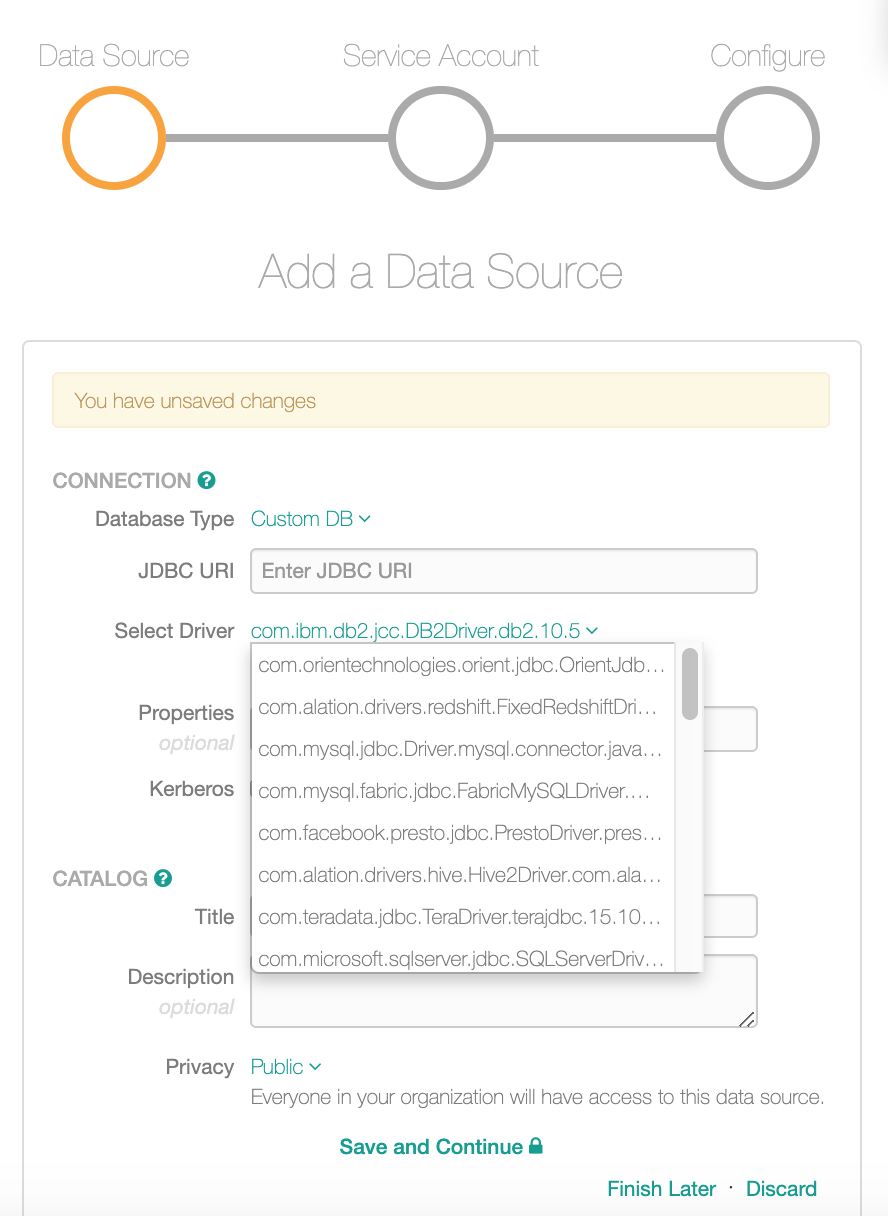 Data Source Service Account Configure
Add a Data Source
You have unsaved changes
CONNECTION ?
Database Type Custom DB
JDBC URI Enter JDBC URI
Select Driver com.ibm.db2.jcc.DB2Driver.db2.10.5
com.orientechnologies.orient.jdbc.OrientJdb...
com.alation.drivers.redshift.FixedRedshiftDri...
Properties
optional
com.mysql.jdbc.Driver.mysql.connector.java...
Kerberos com.mysql.fabric.jdbc.FabricMySQLDriver....
com.facebook.presto.jdbc.PrestoDriver.pres...
CATALOG ? com.alation.drivers.hive.Hive2Driver.com.ala...
Title com.teradata.jdbc.TeraDriver.terajdbc.15.10...
com.microsoft.sqlserver.jdbc.SQLServerDriv...
Description
optional
Privacy Public
Everyone in your organization will have access to this data source.
Save and Continue
Finish Later · Discard